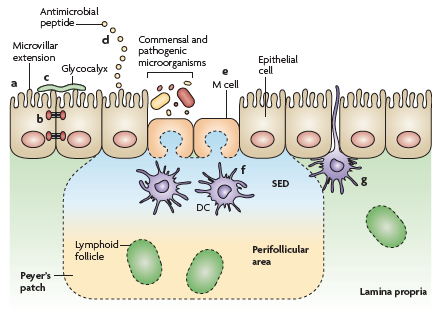 Antimicrobial
peptide
d
Commensal and
pathogenic
microorganisms
Microvillar
extension
Glycocalyx
Epithelial
cell
a
c
e
M cell
b
f
SED
g
DC
Lymphoid
follicle
Perifollicular
area
Peyer's
patch
Lamina propria